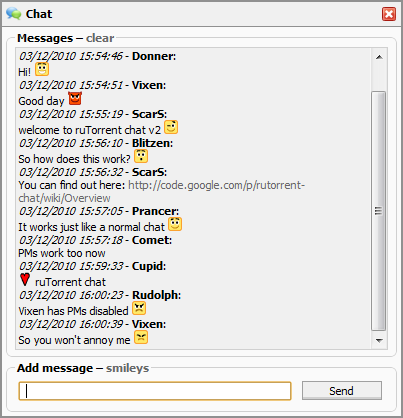 Chat
Messages – clear
03/12/2010 15:54:46 - Donner:
Hi!
03/12/2010 15:54:51 - Vixen:
Good day
03/12/2010 15:55:19 - ScarS:
welcome to ruTorrent chat v2
03/12/2010 15:56:10 - Blitzen:
So how does this work?
03/12/2010 15:56:32 - ScarS:
You can find out here: http://code.google.com/p/rutorrent-
chat/wiki/Overview
03/12/2010 15:57:05 - Prancer:
It works just like a normal chat
03/12/2010 15:57:18 - Comet:
PMs work too now
03/12/2010 15:59:33 - Cupid:
ruTorrent chat
03/12/2010 16:00:23 - Rudolph:
Vixen has PMs disabled
03/12/2010 16:00:39 - Vixen:
So you won't annoy me
Add message – smileys
Send